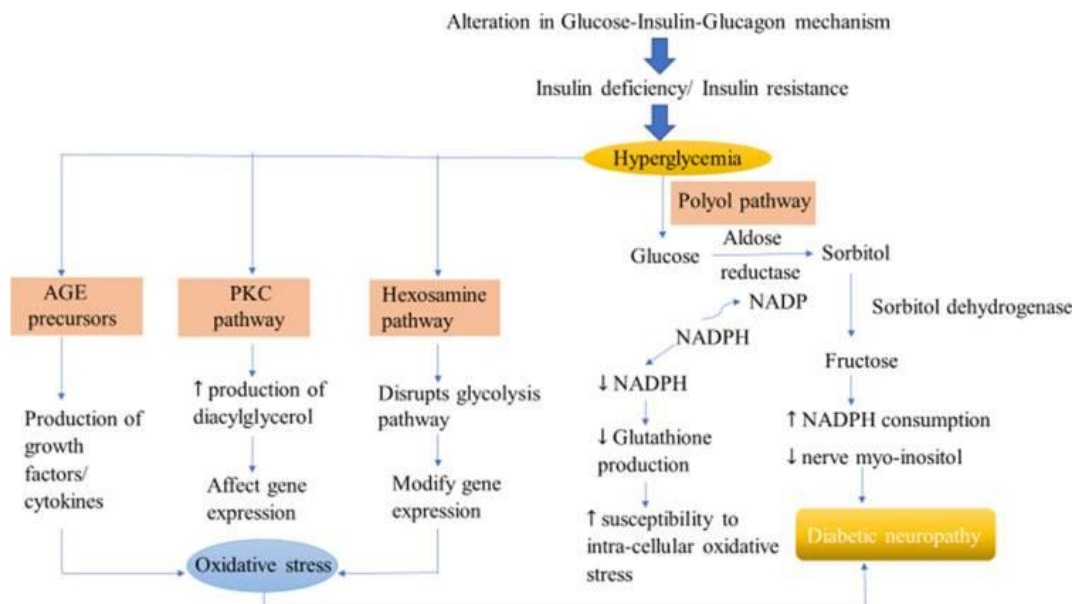 Alteration in Glucose-Insulin-Glucagon mechanism
Insulin deficiency/ Insulin resistance
Hyperglycemia
Polyol pathway
Glucose
Aldose
reductase
Sorbitol
NADP
NADPH
Sorbitol dehydrogenase
Fructose
AGE
precursors
PKC
pathway
Hexosamine
pathway
↓ NADPH
↑ NADPH consumption
↓ nerve myo-inositol
Production of
growth
factors/
cytokines
↑ production of
diacylglycerol
Disrupts glycolysis
pathway
↓ Glutathione
production
Affect gene
expression
Modify gene
expression
↑ susceptibility to
intra-cellular oxidative
stress
Diabetic neuropathy
Oxidative stress